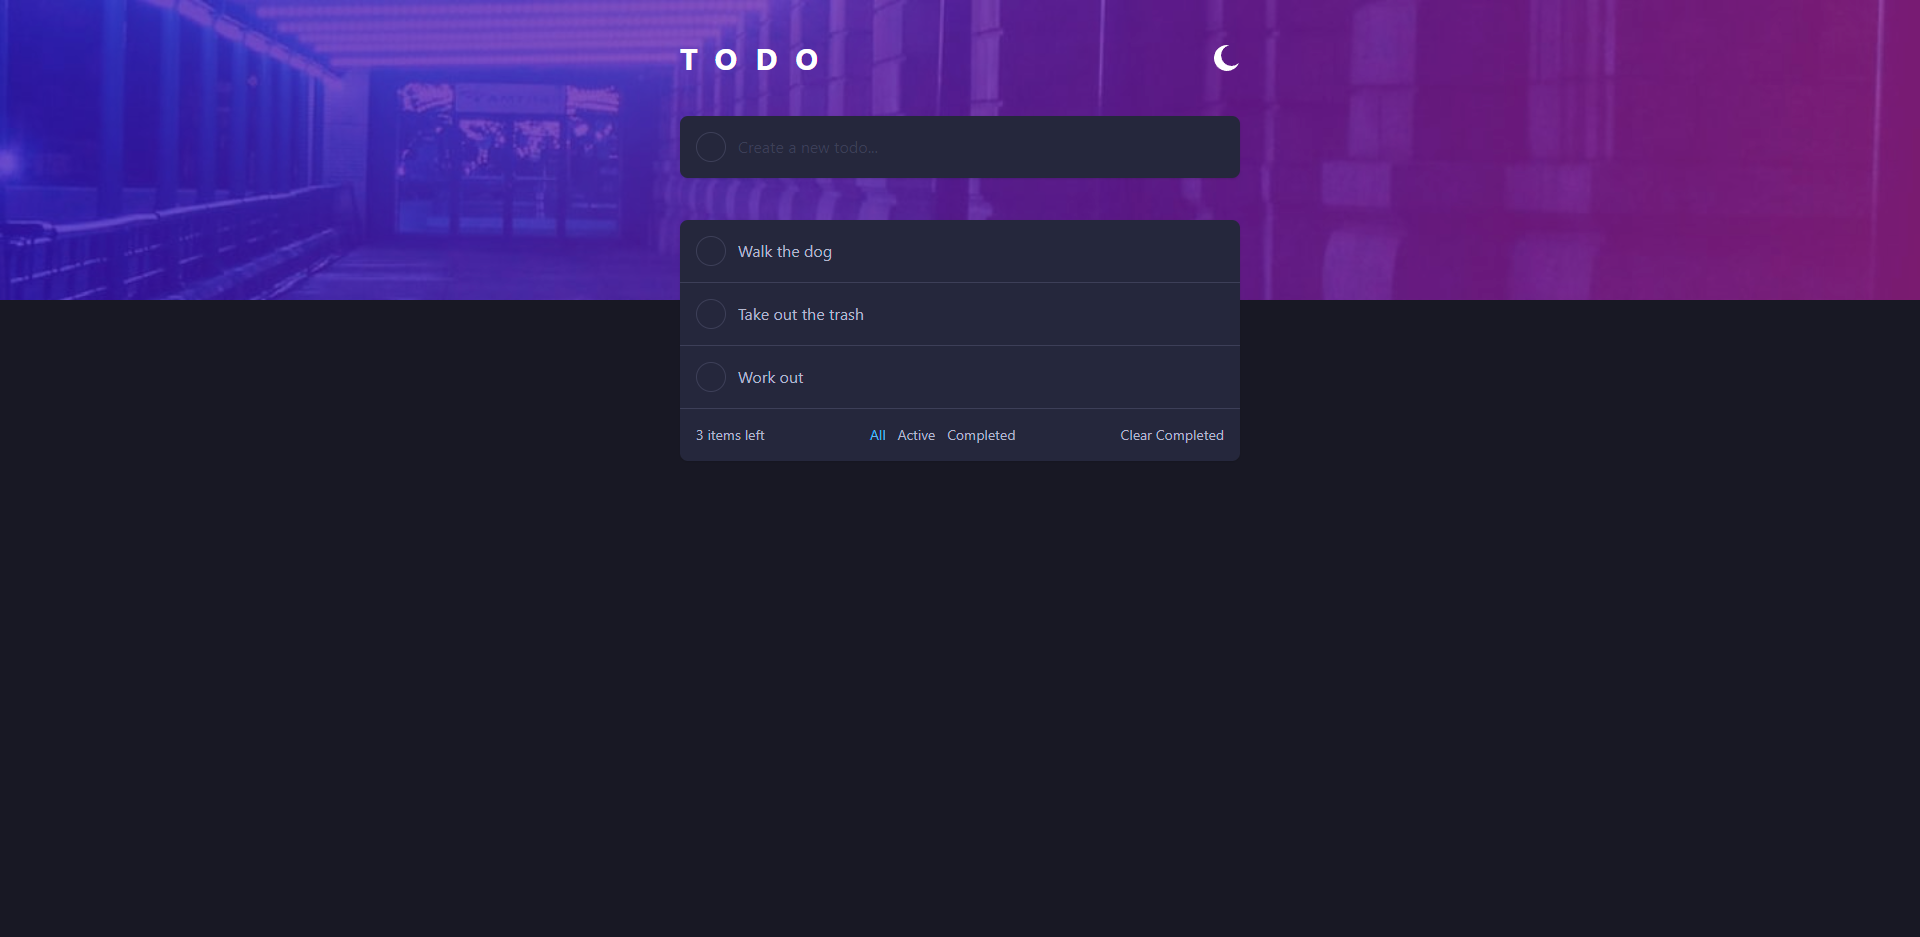 T O D O
Create a new todo...
Walk the dog
Take out the trash
Work out
3 items left All Active Completed Clear Completed